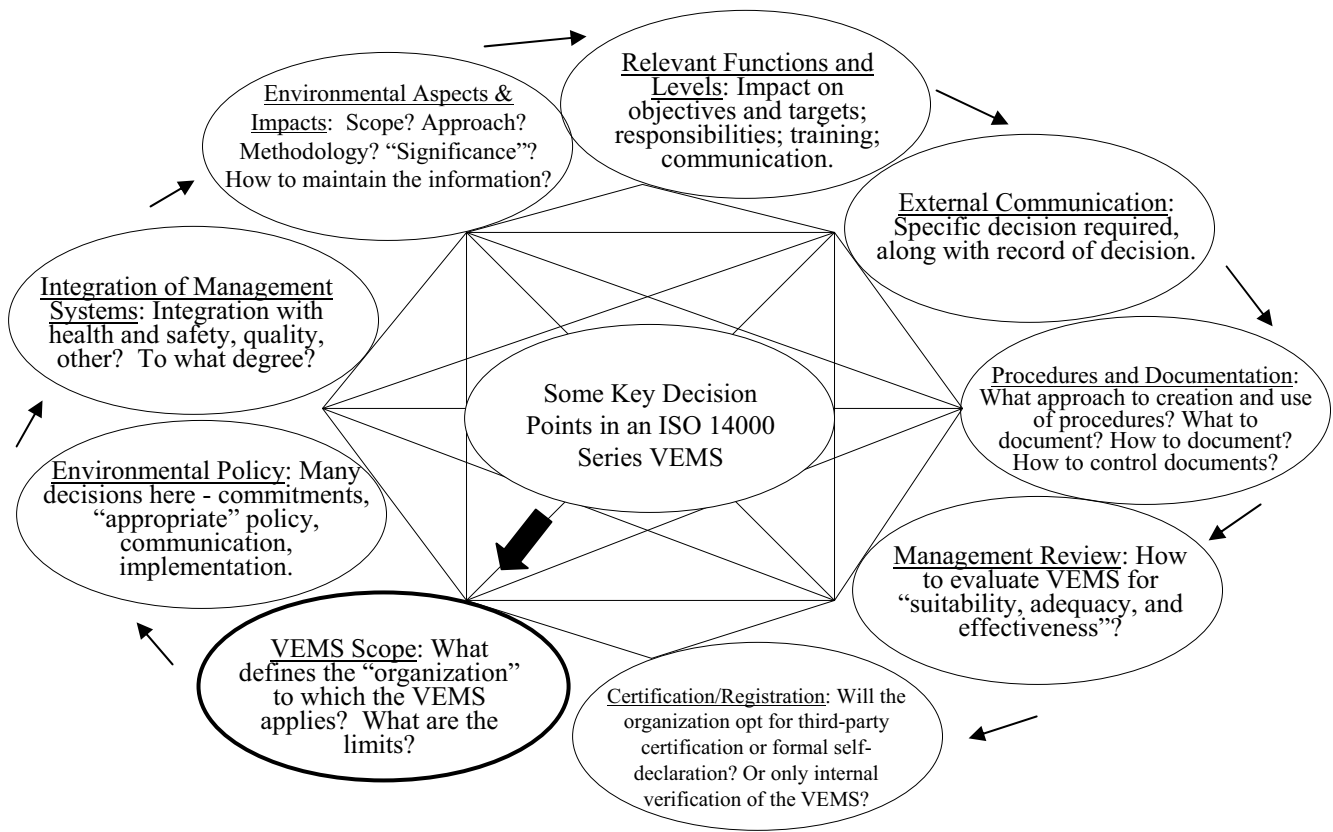 Relevant Functions and
Levels: Impact on
objectives and targets;
responsibilities; training;
communication.
Environmental Aspects &
Impacts:  Scope? Approach?
Methodology? “Significance”?
How to maintain the information?
External Communication:
Specific decision required,
along with record of decision.
Integration of Management
Systems: Integration with
health and safety, quality,
other?  To what degree?
Some Key Decision
Points in an ISO 14000
Series VEMS
Procedures and Documentation:
What approach to creation and use
of procedures? What to
document? How to document?
How to control documents?
Environmental Policy: Many
decisions here - commitments,
“appropriate” policy,
communication,
implementation.
Management Review: How
to evaluate VEMS for
“suitability, adequacy, and
effectiveness”?
VEMS Scope: What
defines the “organization”
to which the VEMS
applies?  What are the
limits?
Certification/Registration: Will the
organization opt for third-party
certification or formal self-
declaration? Or only internal
verification of the VEMS?